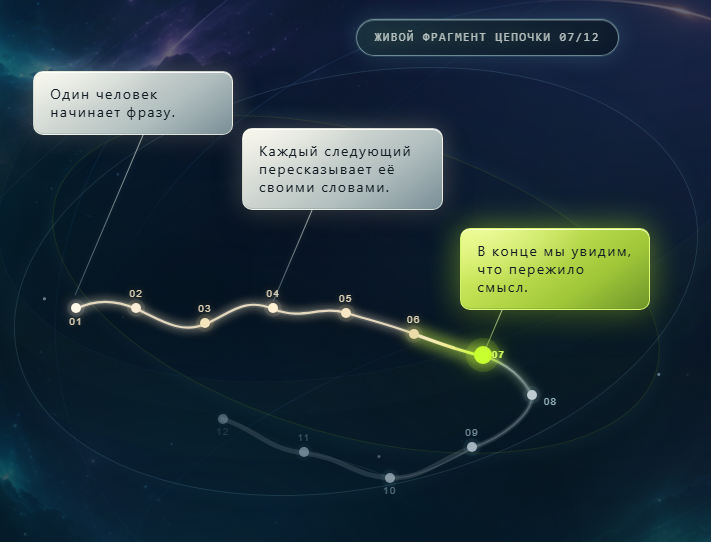 ЖИВОЙ ФРАГМЕНТ ЦЕПОЧКИ 07/12
Один человек
начинает фразу.
Каждый следующий
пересказывает её
своими словами.
В конце мы увидим,
что пережило
смысл.
01
02
03
04
05
06
07
08
09
10
11
12